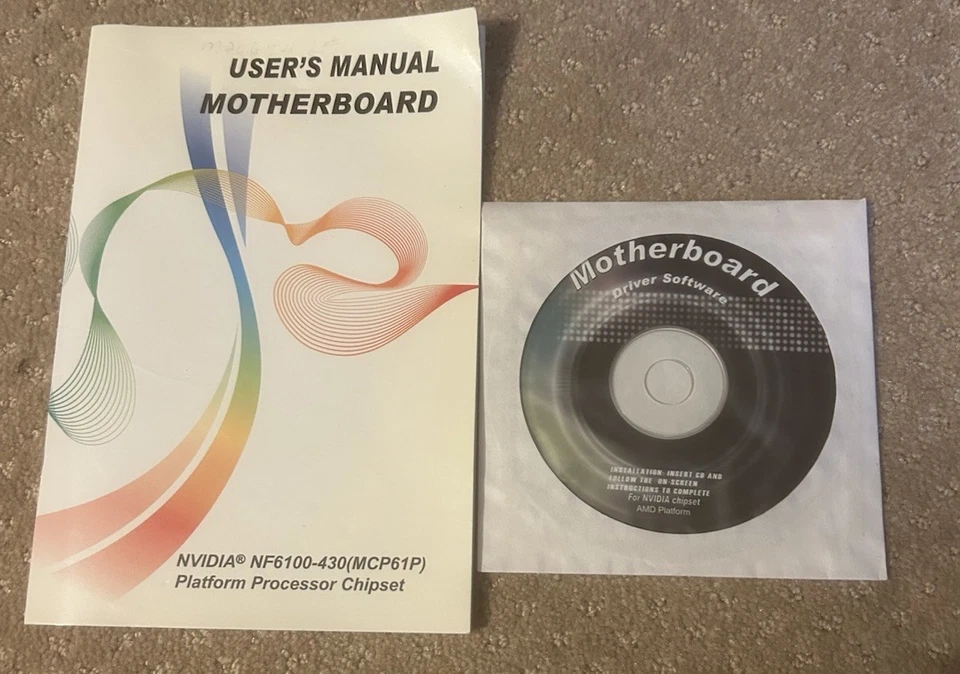 USER'S MANUAL
MOTHERBOARD
NVIDIA® NF6100-430(MCP61P)
Platform Processor Chipset
Motherboard
Driver Software
INSTALLATION: INSERT CD AND
FOLLOW THE ON-SCREEN
INSTRUCTIONS TO COMPLETE
For NVIDIA chipset
AMD Platform